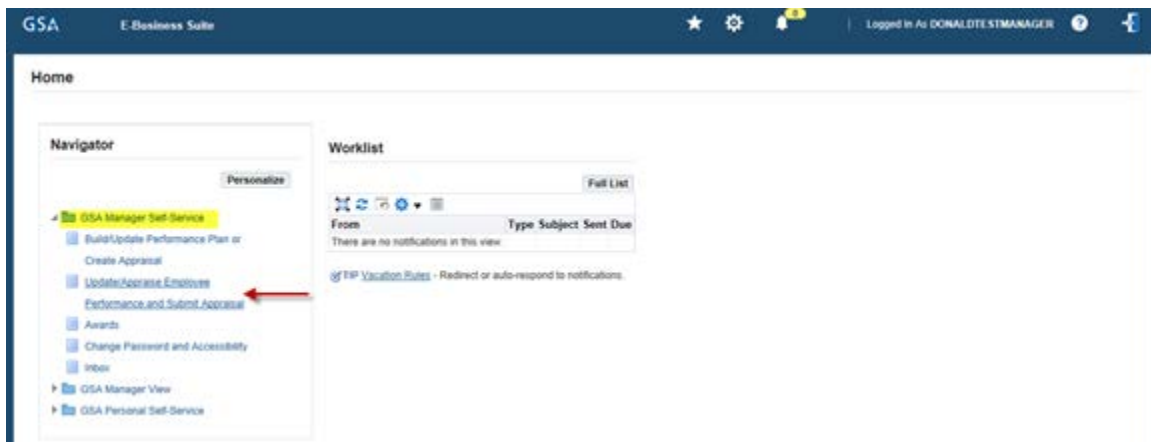 GSA E-Business Suite 0 Logged In As DONALDTESTMANAGER ?
Home
Navigator
Personalize
GSA Manager Self-Service
Build/Update Performance Plan or
Create Appraisal
Update/Appraise Employee
Performance and Submit Appraisal
Awards
Change Password and Accessibility
Inbox
GSA Manager View
GSA Personal Self-Service
Worklist
Full List
From Type Subject Sent Due
There are no notifications in this view.
TIP Vacation Rules - Redirect or auto-respond to notifications.